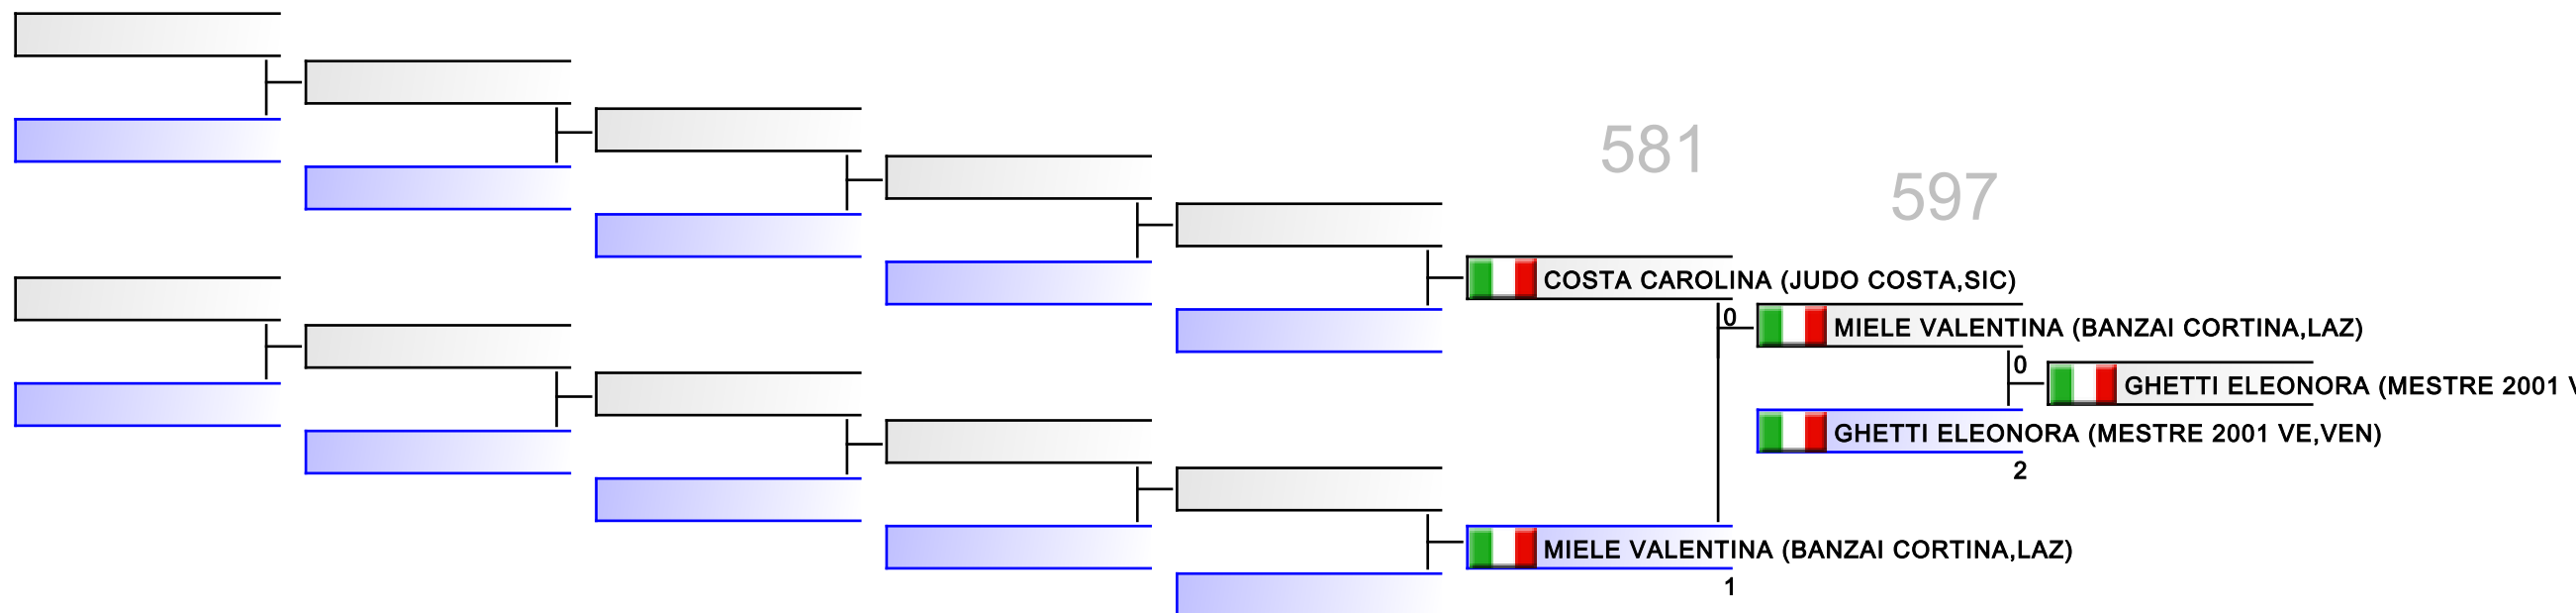 581
597
COSTA CAROLINA (JUDO COSTA,SIC)
0
MIELE VALENTINA (BANZAI CORTINA,LAZ)
0
GHETTI ELEONORA (MESTRE 2001 V
GHETTI ELEONORA (MESTRE 2001 VE,VEN)
2
MIELE VALENTINA (BANZAI CORTINA,LAZ)
1